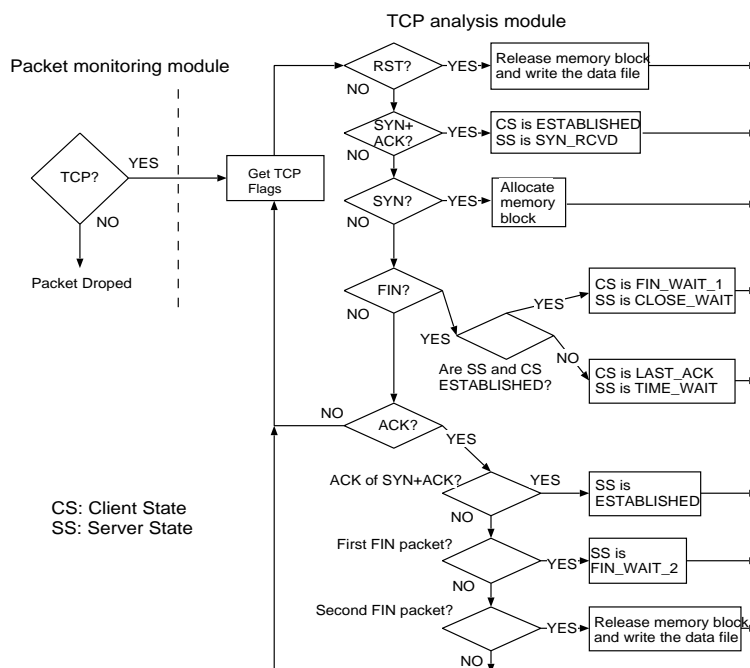 TCP analysis module
Packet monitoring module
RST?
YES
Release memory block
and write the data file
NO
SYN+
ACK?
YES
CS is ESTABLISHED
SS is SYN_RCVD
NO
TCP?
YES
Get TCP
Flags
NO
SYN?
YES
Allocate
memory
block
NO
Packet Droped
FIN?
NO
YES
YES
CS is FIN_WAIT_1
SS is CLOSE_WAIT
Are SS and CS
ESTABLISHED?
NO
CS is LAST_ACK
SS is TIME_WAIT
NO
ACK?
YES
ACK of SYN+ACK?
YES
SS is
ESTABLISHED
NO
CS: Client State
SS: Server State
First FIN packet?
YES
SS is
FIN_WAIT_2
NO
Second FIN packet?
YES
Release memory block
and write the data file
NO